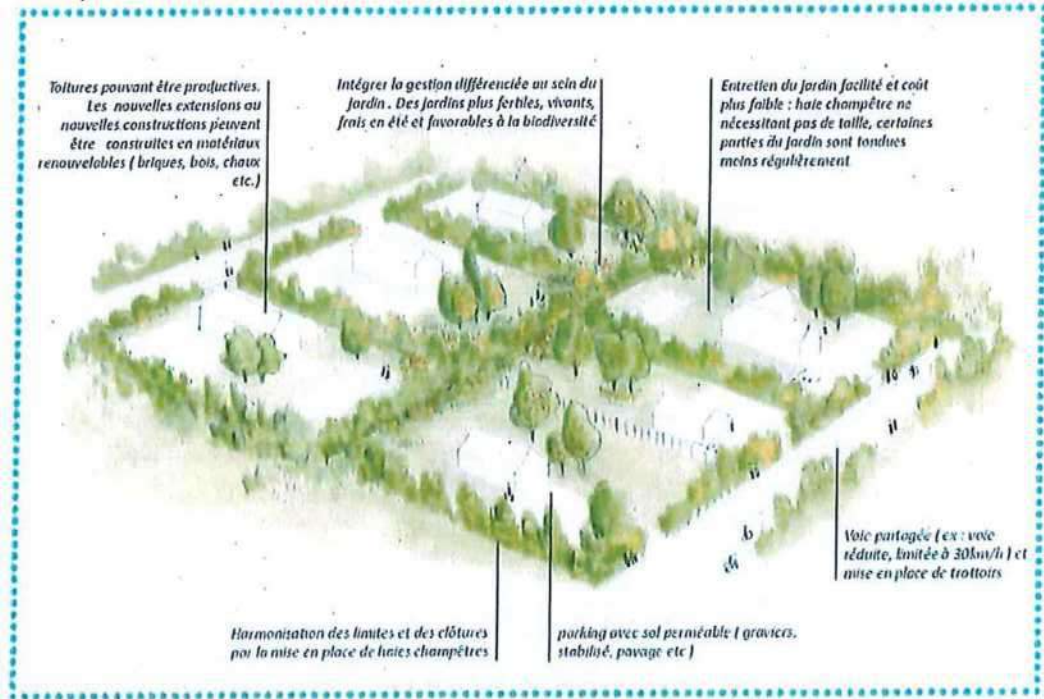 Toitures pouvant être productives.
Les nouvelles extensions ou
nouvelles constructions peuvent
être construites en matériaux
renouvelables ( briques, bois, chaux
etc.)
Intégrer la gestion différenciée au sein du
jardin . Des jardins plus fertiles, vivants,
frais en été et favorables à la biodiversité
Entretien du jardin facilité et coût
plus faible : haie champêtre ne
nécessitant pas de taille, certaines
parties du jardin sont tondues
moins régulièrement
Voie partagée ( ex : voie
réduite, limitée à 30km/h ) et
mise en place de trottoirs
Harmonisation des limites et des clôtures
par la mise en place de haies champêtres
parking avec sol perméable ( graviers,
stabilisé, pavage etc )